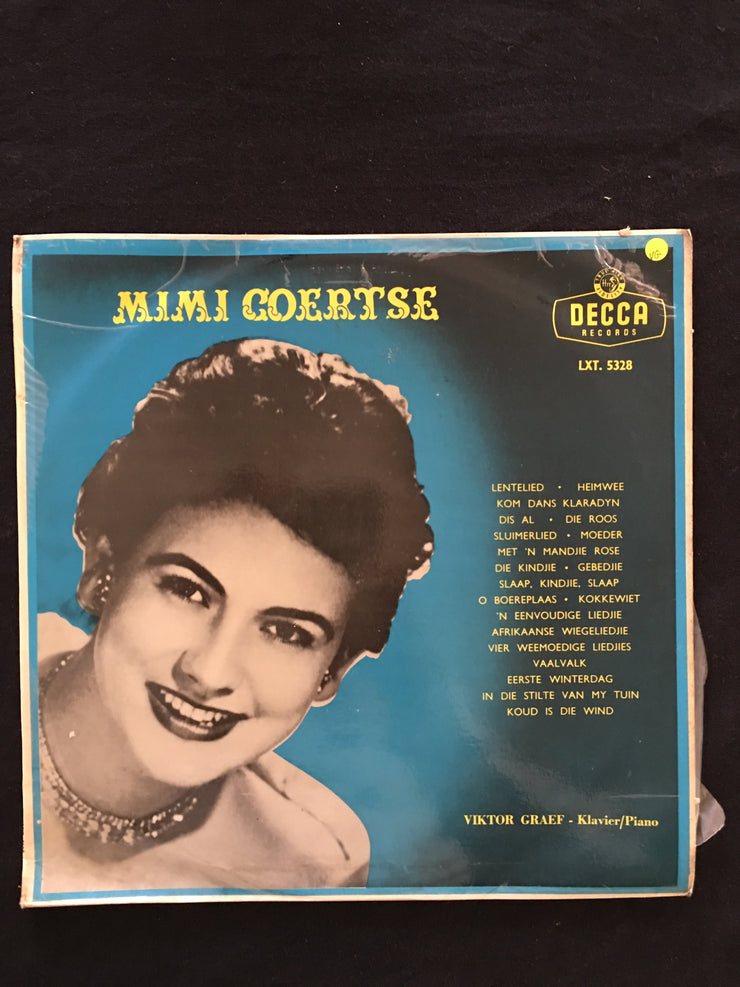 MIMI COERTSE
VG
DECCA
RECORDS
LXT. 5328
LENTELIED • HEIMWEE
KOM DANS KLARADYN
DIS AL • DIE ROOS
SLUIMERLIED • MOEDER
MET 'N MANDJIE ROSE
DIE KINDJIE • GEBEDJIE
SLAAP, KINDJIE, SLAAP
O BOEREPLAAS • KOKKEWIET
'N EENVOUDIGE LIEDJIE
AFRIKAANSE WIEGELIEDJIE
VIER WEEMOEDIGE LIEDJIES
VAALVALK
EERSTE WINTERDAG
IN DIE STILTE VAN MY TUIN
KOUD IS DIE WIND
VIKTOR GRAEF - Klavier/Piano